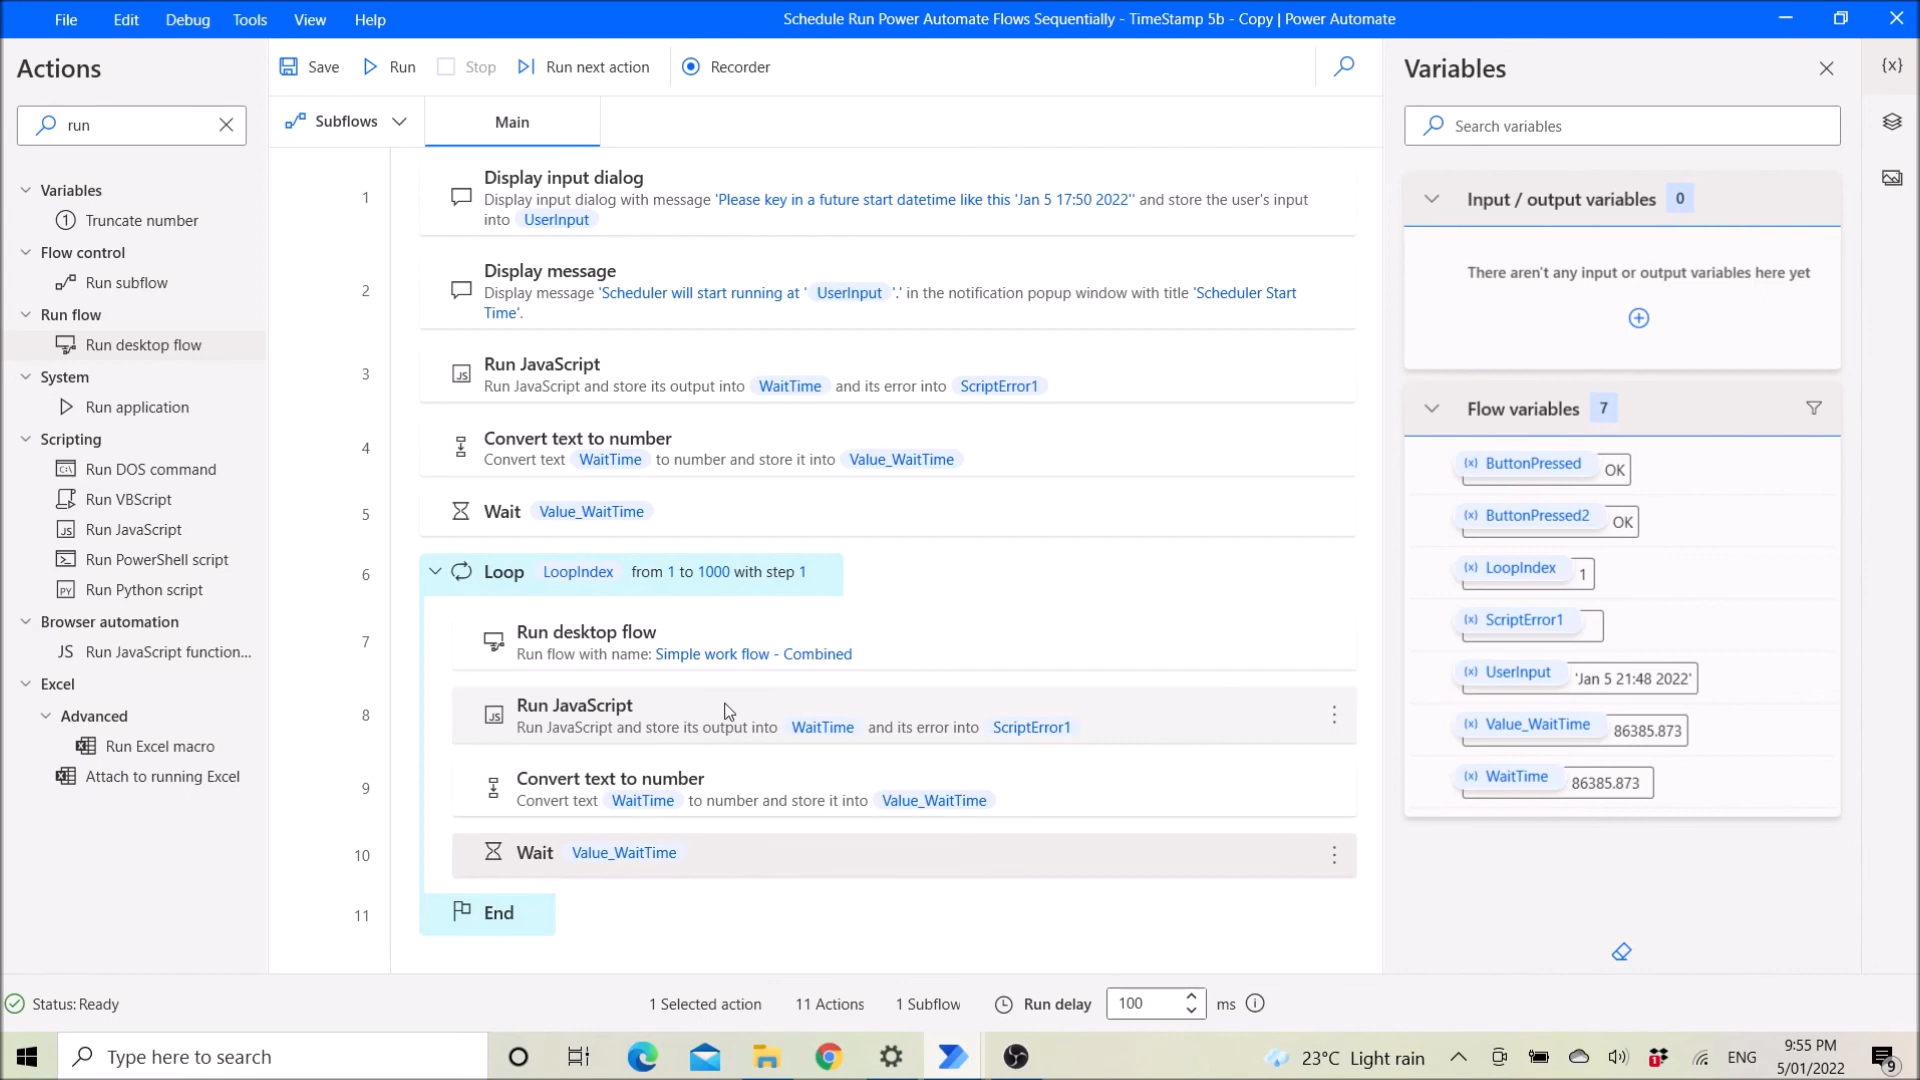 File Edit Debug Tools View Help
Schedule Run Power Automate Flows Sequentially - TimeStamp 5b - Copy | Power Automate
Actions
run
Variables
Truncate number
Flow control
Run subflow
Run flow
Run desktop flow
System
Run application
Scripting
Run DOS command
Run VBScript
Run JavaScript
Run PowerShell script
Run Python script
Browser automation
JS Run JavaScript function...
Excel
Advanced
Run Excel macro
Attach to running Excel
Save Run Stop Run next action Recorder
Subflows Main
1 Display input dialog
Display input dialog with message 'Please key in a future start datetime like this 'Jan 5 17:50 2022'' and store the user's input
into UserInput
2 Display message
Display message 'Scheduler will start running at ' UserInput '.' in the notification popup window with title 'Scheduler Start
Time'.
3 Run JavaScript
Run JavaScript and store its output into WaitTime and its error into ScriptError1
4 Convert text to number
Convert text WaitTime to number and store it into Value_WaitTime
5 Wait Value_WaitTime
6 Loop LoopIndex from 1 to 1000 with step 1
7 Run desktop flow
Run flow with name: Simple work flow - Combined
8 Run JavaScript
Run JavaScript and store its output into WaitTime and its error into ScriptError1
9 Convert text to number
Convert text WaitTime to number and store it into Value_WaitTime
10 Wait Value_WaitTime
11 End
Variables
{x}
Search variables
Input / output variables 0
There aren't any input or output variables here yet
Flow variables 7
(x) ButtonPressed OK
(x) ButtonPressed2 OK
(x) LoopIndex 1
(x) ScriptError1
(x) UserInput 'Jan 5 21:48 2022'
(x) Value_WaitTime 86385.873
(x) WaitTime 86385.873
Status: Ready 1 Selected action 11 Actions 1 Subflow Run delay 100 ms
Type here to search
23°C Light rain ENG
9:55 PM
5/01/2022
9